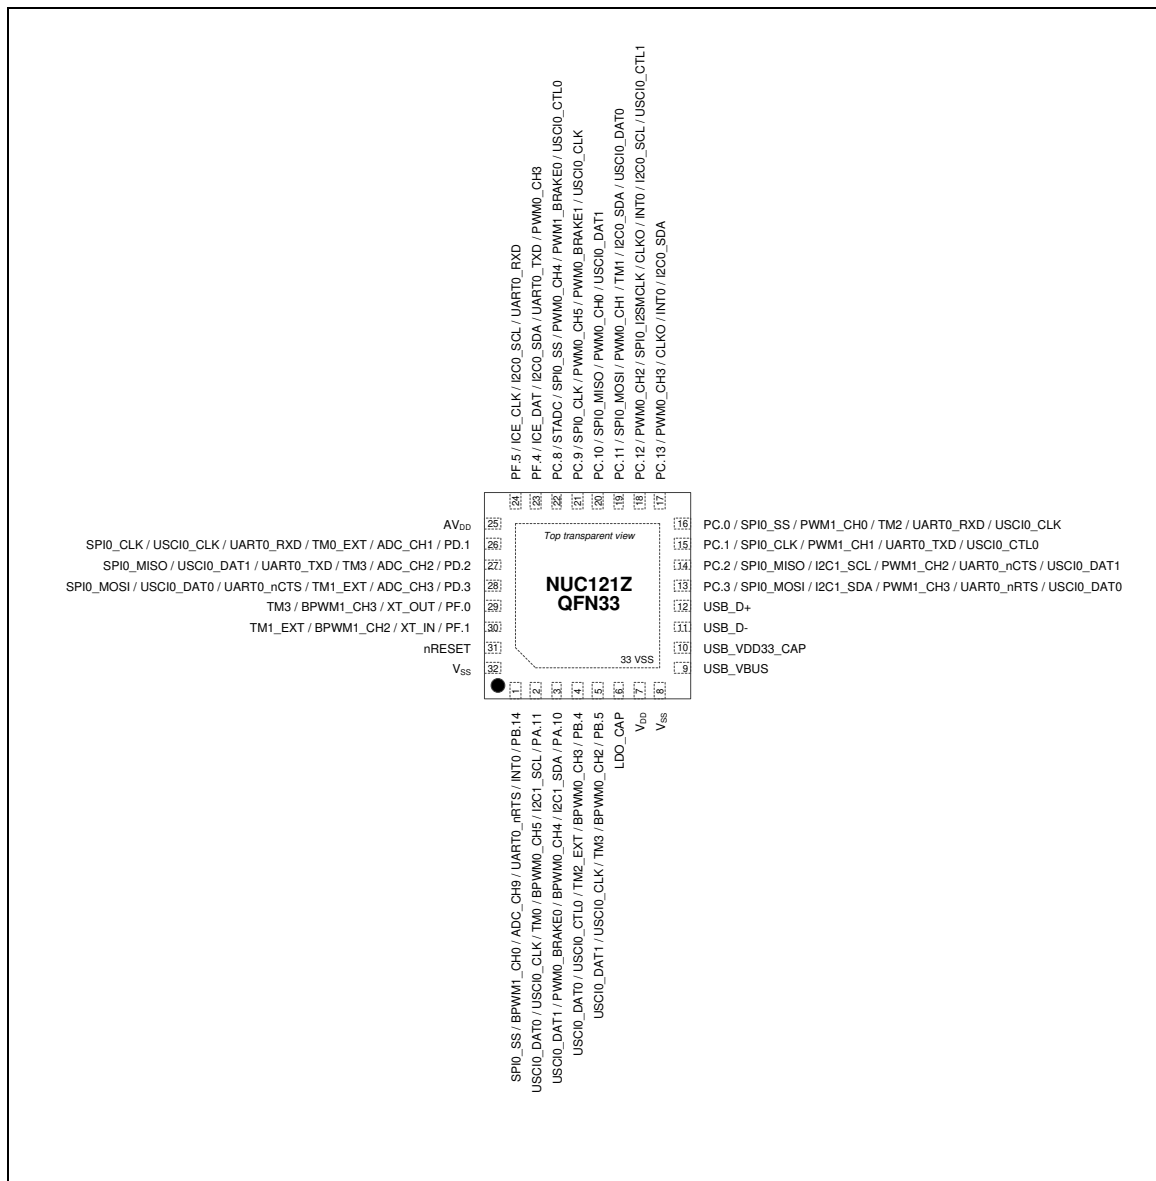 PF.5 / ICE_CLK / I2C0_SCL / UART0_RXD
PF.4 / ICE_DAT / I2C0_SDA / UART0_TXD / PWM0_CH3
PC.8 / STADC / SPI0_SS / PWM0_CH4 / PWM1_BRAKE0 / USCI0_CTL0
PC.9 / SPI0_CLK / PWM0_CH5 / PWM0_BRAKE1 / USCI0_CLK
PC.10 / SPI0_MISO / PWM0_CH0 / USCI0_DAT1
PC.11 / SPI0_MOSI / PWM0_CH1 / TM1 / I2C0_SDA / USCI0_DAT0
PC.12 / PWM0_CH2 / SPI0_I2SMCLK / CLKO / INT0 / I2C0_SCL / USCI0_CTL1
PC.13 / PWM0_CH3 / CLKO / INT0 / I2C0_SDA
24 23 22 21 20 19 18 17
AVDD 25
SPI0_CLK / USCI0_CLK / UART0_RXD / TM0_EXT / ADC_CH1 / PD.1 26
SPI0_MISO / USCI0_DAT1 / UART0_TXD / TM3 / ADC_CH2 / PD.2 27
SPI0_MOSI / USCI0_DAT0 / UART0_nCTS / TM1_EXT / ADC_CH3 / PD.3 28
TM3 / BPWM1_CH3 / XT_OUT / PF.0 29
TM1_EXT / BPWM1_CH2 / XT_IN / PF.1 30
nRESET 31
VSS 32
Top transparent view
NUC121Z
QFN33
33 VSS
16 PC.0 / SPI0_SS / PWM1_CH0 / TM2 / UART0_RXD / USCI0_CLK
15 PC.1 / SPI0_CLK / PWM1_CH1 / UART0_TXD / USCI0_CTL0
14 PC.2 / SPI0_MISO / I2C1_SCL / PWM1_CH2 / UART0_nCTS / USCI0_DAT1
13 PC.3 / SPI0_MOSI / I2C1_SDA / PWM1_CH3 / UART0_nRTS / USCI0_DAT0
12 USB_D+
11 USB_D-
10 USB_VDD33_CAP
9 USB_VBUS
1 2 3 4 5 6 7 8
SPI0_SS / BPWM1_CH0 / ADC_CH9 / UART0_nRTS / INT0 / PB.14
USCI0_DAT0 / USCI0_CLK / TM0 / BPWM0_CH5 / I2C1_SCL / PA.11
USCI0_DAT1 / PWM0_BRAKE0 / BPWM0_CH4 / I2C1_SDA / PA.10
USCI0_DAT0 / USCI0_CTL0 / TM2_EXT / BPWM0_CH3 / PB.4
USCI0_DAT1 / USCI0_CLK / TM3 / BPWM0_CH2 / PB.5
LDO_CAP
VDD
VSS